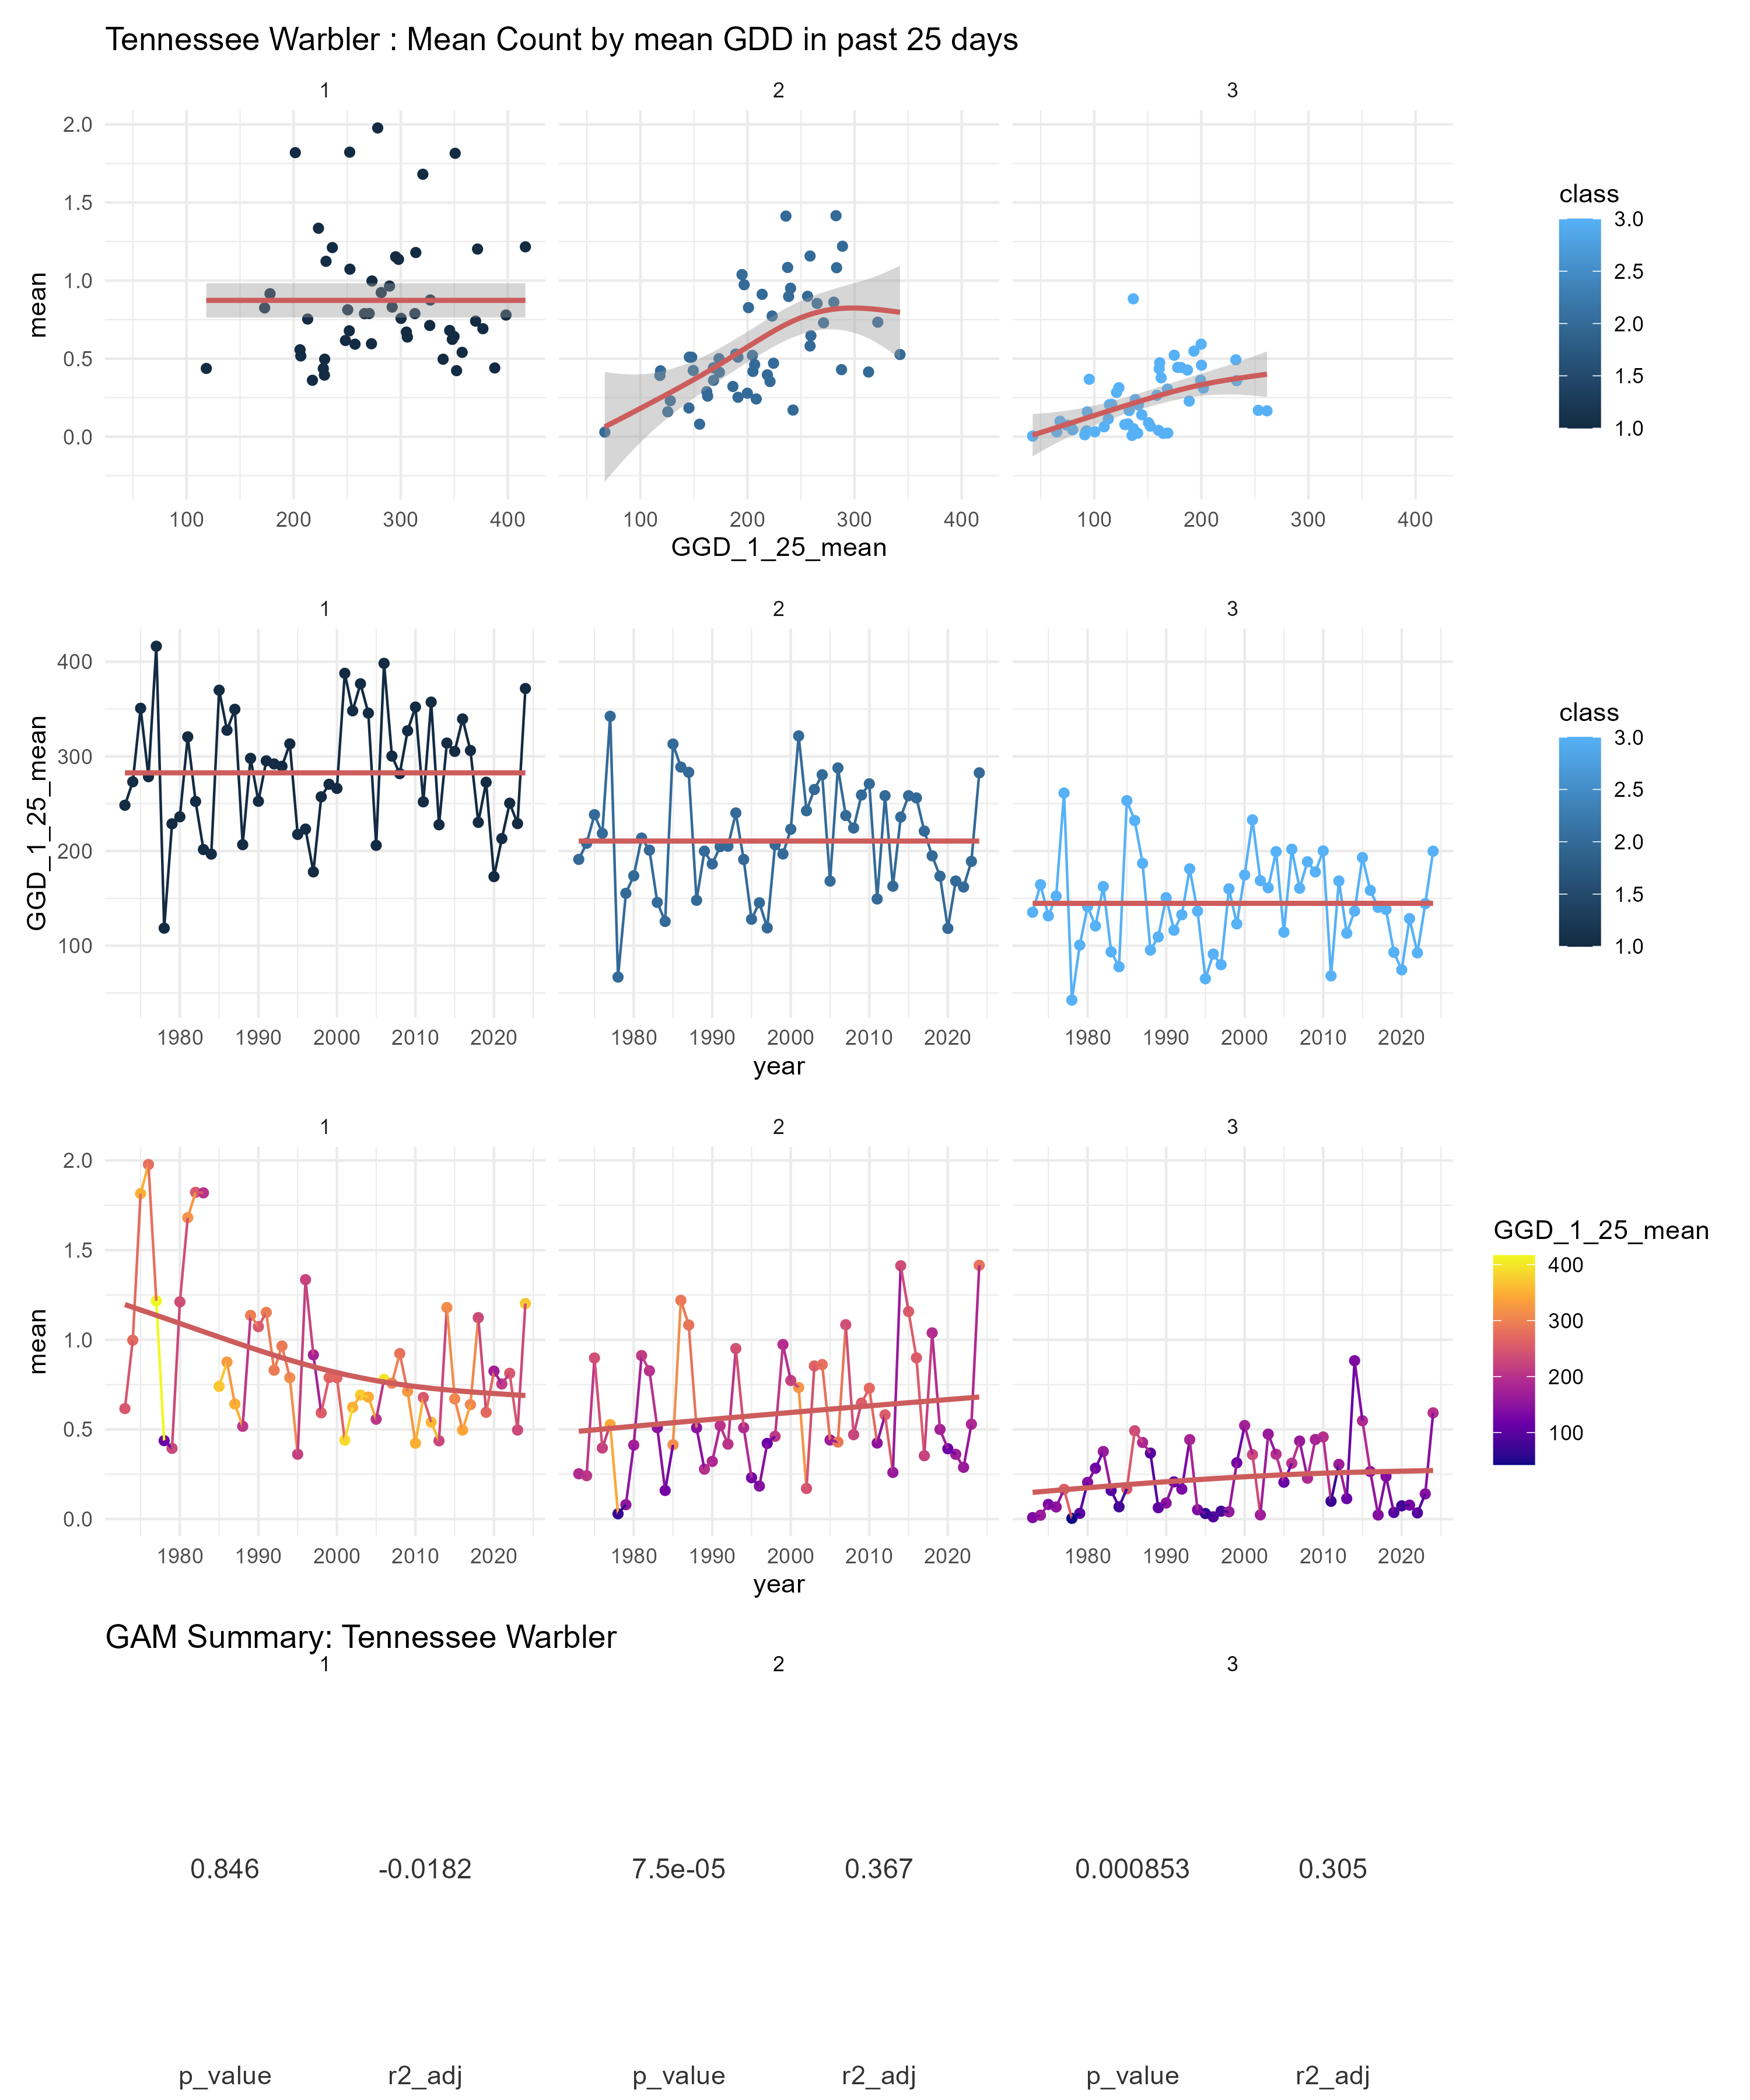 Tennessee Warbler : Mean Count by mean GDD in past 25 days
1 2 3
mean
2.0
1.5
1.0
0.5
0.0
100 200 300 400 100 200 300 400 100 200 300 400
GGD_1_25_mean
class
3.0
2.5
2.0
1.5
1.0
1 2 3
GGD_1_25_mean
400
300
200
100
1980 1990 2000 2010 2020 1980 1990 2000 2010 2020 1980 1990 2000 2010 2020
year
class
3.0
2.5
2.0
1.5
1.0
1 2 3
mean
2.0
1.5
1.0
0.5
0.0
1980 1990 2000 2010 2020 1980 1990 2000 2010 2020 1980 1990 2000 2010 2020
year
GGD_1_25_mean
400
300
200
100
GAM Summary: Tennessee Warbler
1 2 3
0.846 -0.0182 7.5e-05 0.367 0.000853 0.305
p_value r2_adj p_value r2_adj p_value r2_adj